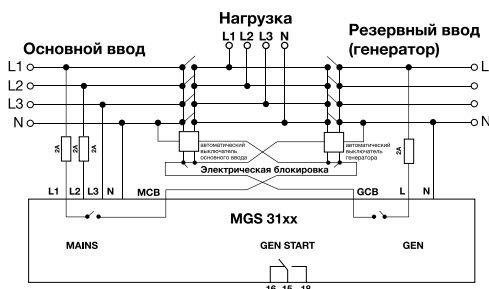 Нагрузка
L1 L2 L3 N
Основной ввод
Резервный ввод
(генератор)
L1
L2
L3
N
L
N
2A
2A
2A
2A
автоматический
выключатель
основного ввода
автоматический
выключатель
генератора
Электрическая блокировка
L1 L2 L3 N MCB GCB L N
MGS 31xx
MAINS GEN START GEN
16 15 18